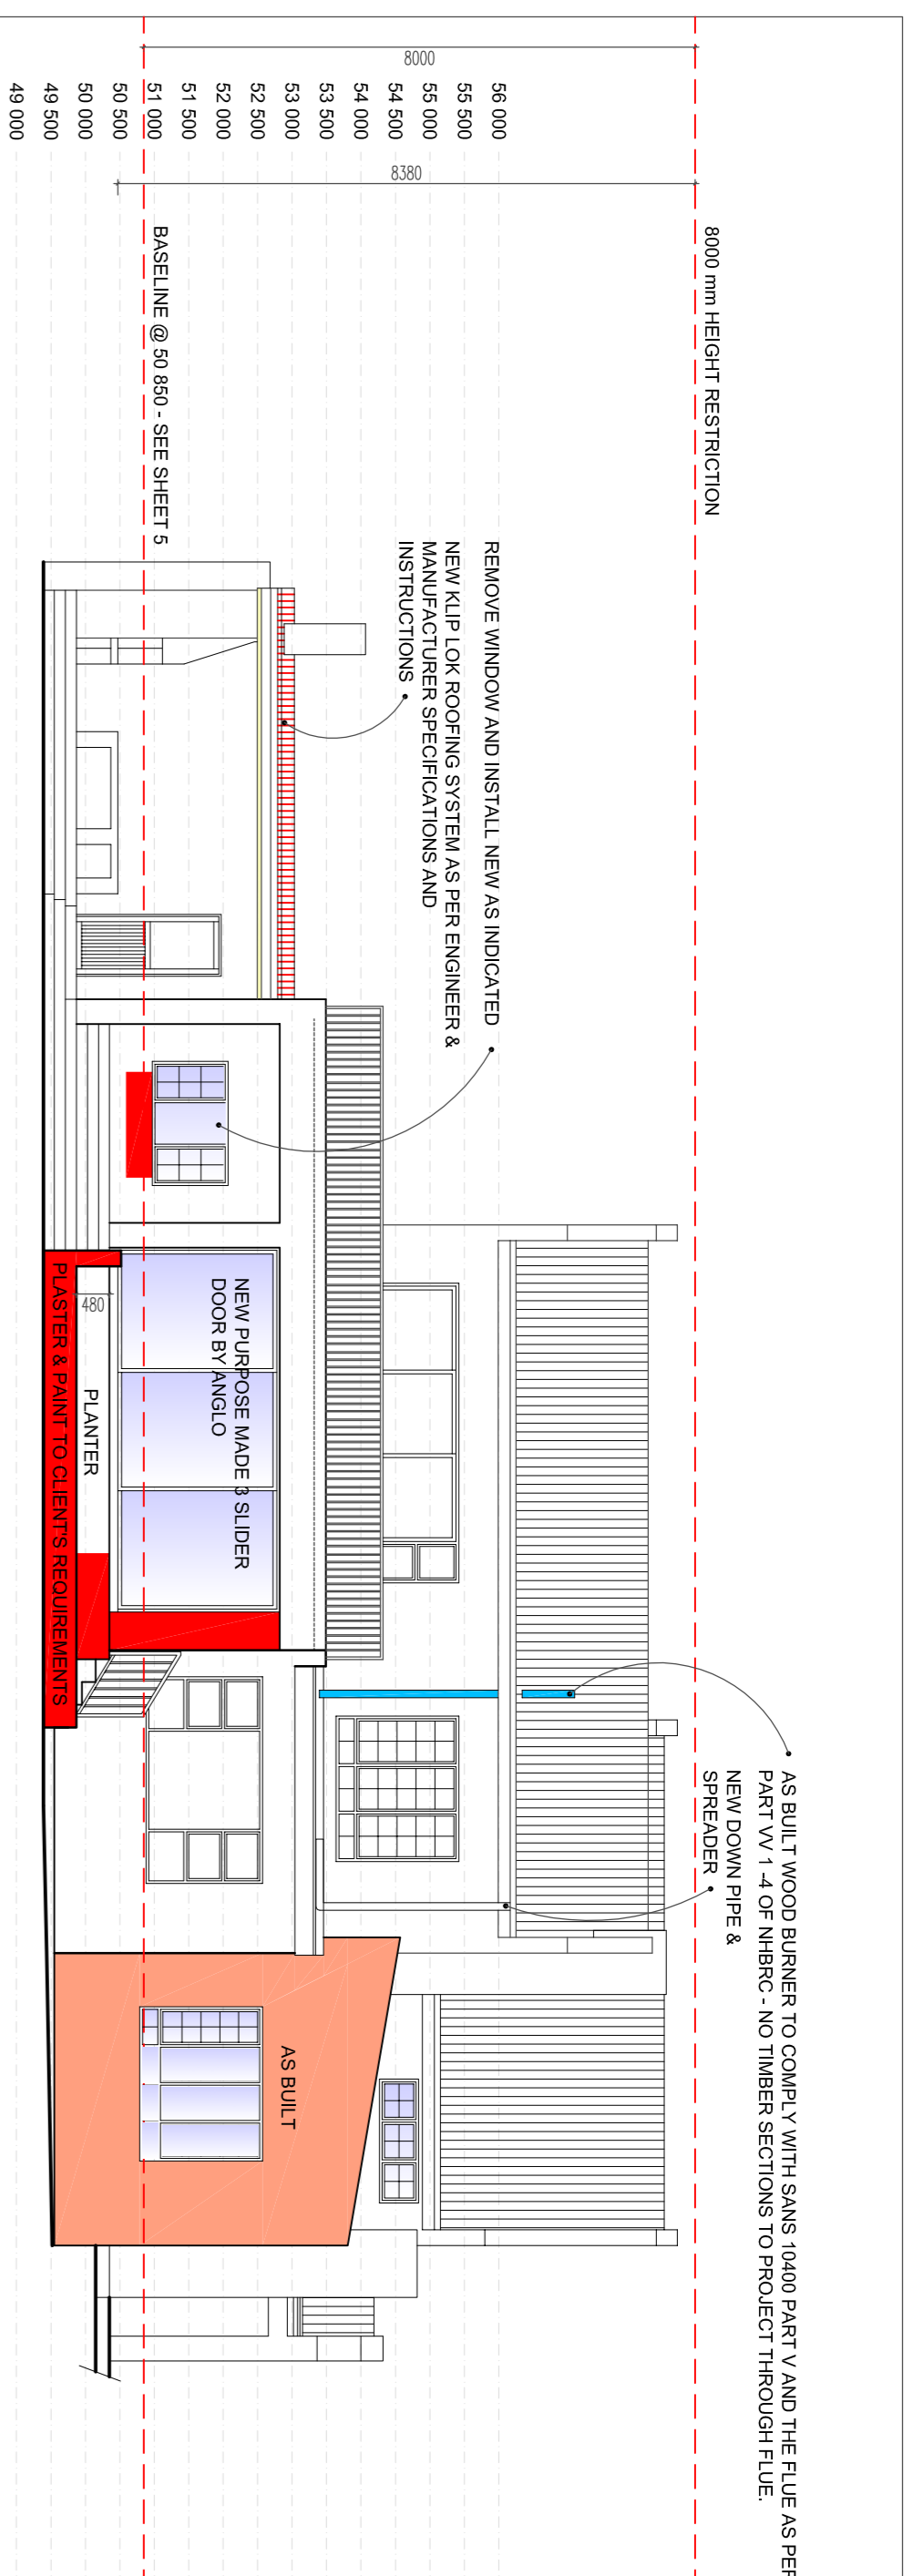 8000 mm HEIGHT RESTRICTION
8000
8380
AS BUILT WOOD BURNER TO COMPLY WITH SANS 10400 PART V AND THE FLUE AS PER
PART VV 1 -4 OF NHBRC - NO TIMBER SECTIONS TO PROJECT THROUGH FLUE.
NEW DOWN PIPE &
SPREADER
REMOVE WINDOW AND INSTALL NEW AS INDICATED
NEW KLIP LOK ROOFING SYSTEM AS PER ENGINEER &
MANUFACTURER SPECIFICATIONS AND
INSTRUCTIONS
56 000
55 500
55 000
54 500
54 000
53 500
53 000
52 500
52 000
51 500
51 000
50 500
50 000
49 500
49 000
BASELINE @ 50 850 - SEE SHEET 5
AS BUILT
NEW PURPOSE MADE 3 SLIDER
DOOR BY ANGLO
480
PLANTER
PLASTER & PAINT TO CLIENT'S REQUIREMENTS